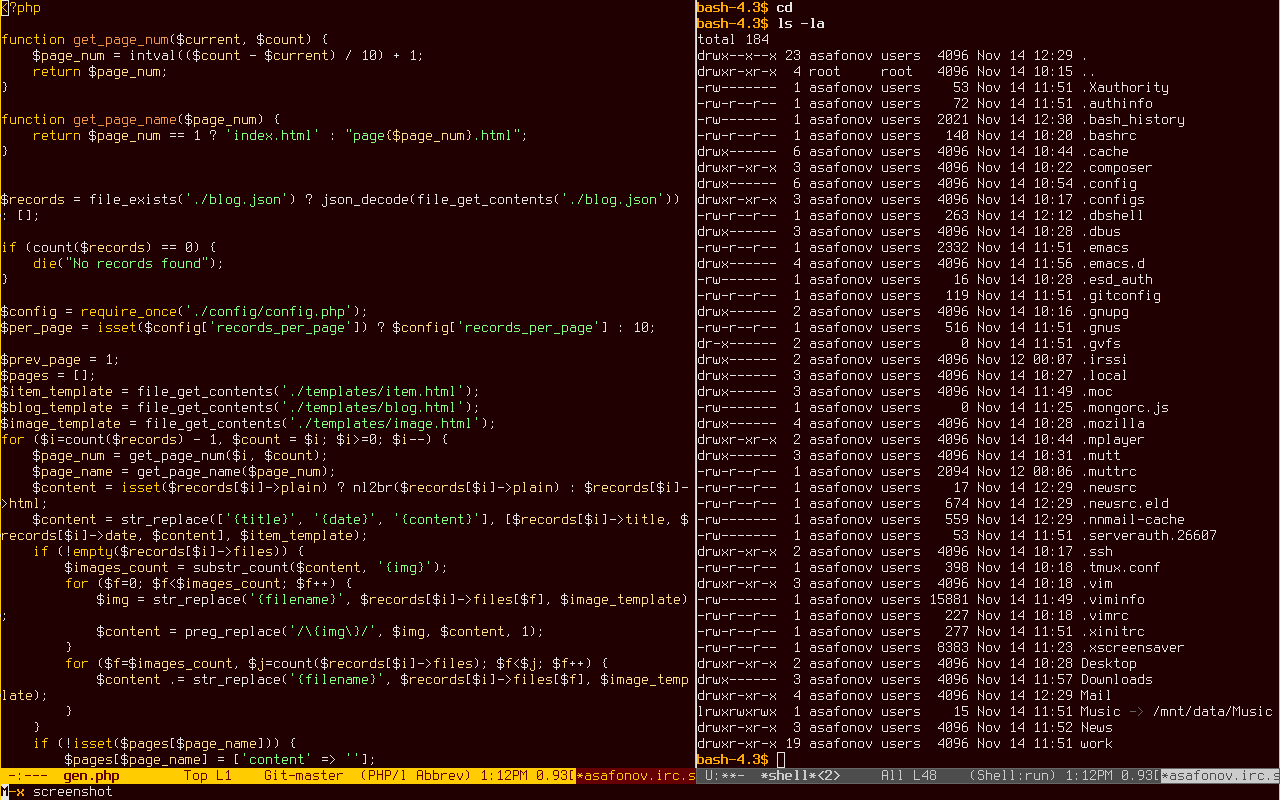 <?php

function get_page_num($current, $count) {
    $page_num = intval(($count - $current) / 10) + 1;
    return $page_num;
}

function get_page_name($page_num) {
    return $page_num == 1 ? 'index.html' : "page{$page_num}.html";
}


$records = file_exists('./blog.json') ? json_decode(file_get_contents('./blog.json'))
: [];

if (count($records) == 0) {
    die("No records found");
}

$config = require_once('./config/config.php');
$per_page = isset($config['records_per_page']) ? $config['records_per_page'] : 10;

$prev_page = 1;
$pages = [];
$item_template = file_get_contents('./templates/item.html');
$blog_template = file_get_contents('./templates/blog.html');
$image_template = file_get_contents('./templates/image.html');
for ($i=count($records) - 1, $count = $i; $i>=0; $i--) {
    $page_num = get_page_num($i, $count);
    $page_name = get_page_name($page_num);
    $content = isset($records[$i]->plain) ? nl2br($records[$i]->plain) : $records[$i]-
>html;
    $content = str_replace(['{title}', '{date}', '{content}'], [$records[$i]->title, $
records[$i]->date, $content], $item_template);
    if (!empty($records[$i]->files)) {
        $images_count = substr_count($content, '{img}');
        for ($f=0; $f<$images_count; $f++) {
            $img = str_replace('{filename}', $records[$i]->files[$f], $image_template)
;
            $content = preg_replace('/\{img\}/', $img, $content, 1);
        }
        for ($f=$images_count, $j=count($records[$i]->files); $f<$j; $f++) {
            $content .= str_replace('{filename}', $records[$i]->files[$f], $image_temp
late);
        }
    }
    if (!isset($pages[$page_name])) {
        $pages[$page_name] = ['content' => ''];
-:---  gen.php        Top L1    Git-master  (PHP/l Abbrev) 1:12PM 0.93[*asafonov.irc.s
bash-4.3$ cd
bash-4.3$ ls -la
total 184
drwx--x--x 23 asafonov users  4096 Nov 14 12:29 .
drwxr-xr-x  4 root     root   4096 Nov 14 10:15 ..
-rw-------  1 asafonov users    53 Nov 14 11:51 .Xauthority
-rw-r--r--  1 asafonov users    72 Nov 14 11:51 .authinfo
-rw-------  1 asafonov users  2021 Nov 14 12:30 .bash_history
-rw-r--r--  1 asafonov users   140 Nov 14 10:20 .bashrc
drwx------  6 asafonov users  4096 Nov 14 10:44 .cache
drwxr-xr-x  3 asafonov users  4096 Nov 14 10:22 .composer
drwx------  6 asafonov users  4096 Nov 14 10:54 .config
drwxr-xr-x  3 asafonov users  4096 Nov 14 10:17 .configs
-rw-r--r--  1 asafonov users   263 Nov 14 12:12 .dbshell
drwx------  3 asafonov users  4096 Nov 14 10:28 .dbus
-rw-r--r--  1 asafonov users  2332 Nov 14 11:51 .emacs
drwx------  4 asafonov users  4096 Nov 14 11:56 .emacs.d
-rw-------  1 asafonov users    16 Nov 14 10:28 .esd_auth
-rw-r--r--  1 asafonov users   119 Nov 14 11:51 .gitconfig
drwx------  2 asafonov users  4096 Nov 14 10:16 .gnupg
-rw-r--r--  1 asafonov users   516 Nov 14 11:51 .gnus
dr-x------  2 asafonov users     0 Nov 14 11:51 .gvfs
drwx------  2 asafonov users  4096 Nov 12 00:07 .irssi
drwxr-xr-x  3 asafonov users  4096 Nov 14 10:27 .local
drwx------  3 asafonov users  4096 Nov 14 11:49 .moc
-rw-------  1 asafonov users     0 Nov 14 11:25 .mongorc.js
drwx------  4 asafonov users  4096 Nov 14 10:28 .mozilla
drwxr-xr-x  2 asafonov users  4096 Nov 14 10:44 .mplayer
drwx------  3 asafonov users  4096 Nov 14 10:31 .mutt
-rw-r--r--  1 asafonov users  2094 Nov 12 00:06 .muttrc
-rw-------  1 asafonov users    17 Nov 14 12:29 .newsrc
-rw-------  1 asafonov users   674 Nov 14 12:29 .newsrc.eld
-rw-------  1 asafonov users   559 Nov 14 12:29 .nnmail-cache
-rw-------  1 asafonov users    53 Nov 14 11:51 .serverauth.26607
drwxr-xr-x  2 asafonov users  4096 Nov 14 10:17 .ssh
-rw-------  1 asafonov users   398 Nov 14 10:18 .tmux.conf
drwxr-xr-x  3 asafonov users  4096 Nov 14 10:18 .vim
-rw-------  1 asafonov users 15881 Nov 14 11:49 .viminfo
-rw-r--r--  1 asafonov users   227 Nov 14 10:18 .vimrc
-rw-r--r--  1 asafonov users   277 Nov 14 11:51 .xinitrc
-rw-r--r--  1 asafonov users  8383 Nov 14 11:23 .xscreensaver
drwxr-xr-x  2 asafonov users  4096 Nov 14 10:28 Desktop
drwx------  3 asafonov users  4096 Nov 14 11:57 Downloads
drwxr-xr-x  4 asafonov users  4096 Nov 14 12:29 Mail
lrwxrwxrwx  1 asafonov users    15 Nov 14 11:51 Music -> /mnt/data/Music
drwxr-xr-x  3 asafonov users  4096 Nov 14 11:52 News
drwxr-xr-x 19 asafonov users  4096 Nov 14 11:51 work
bash-4.3$
U:**-  *shell*<2>     All L48    (Shell:run) 1:12PM 0.93[*asafonov.irc.s
M-x screenshot